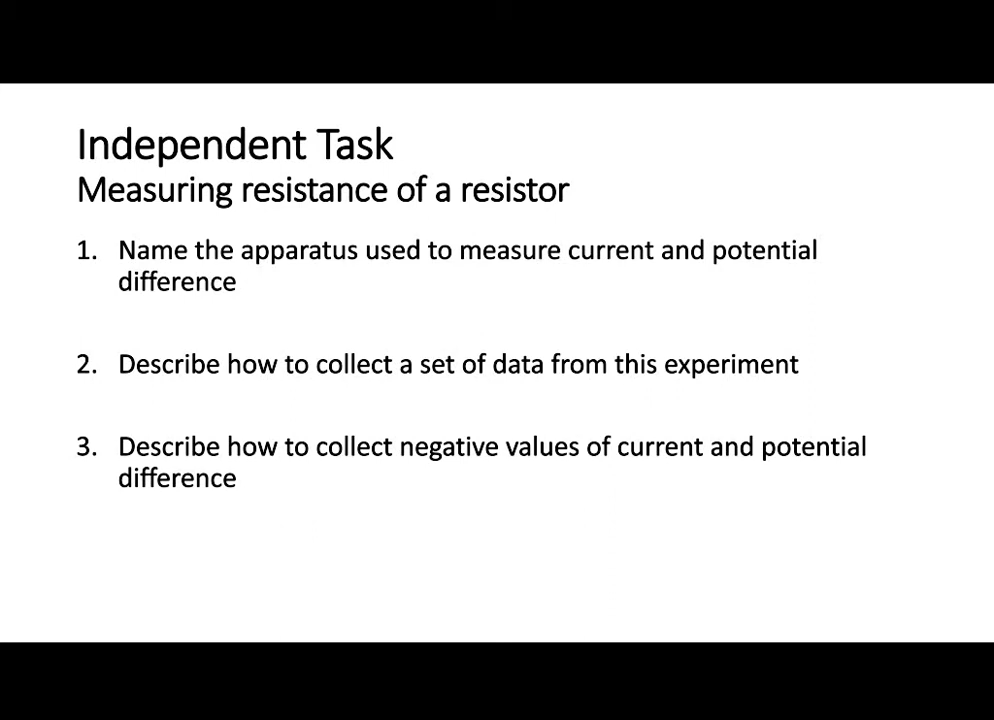 Independent Task
Measuring resistance of a resistor
1. Name the apparatus used to measure current and potential
difference
2. Describe how to collect a set of data from this experiment
3. Describe how to collect negative values of current and potential
difference